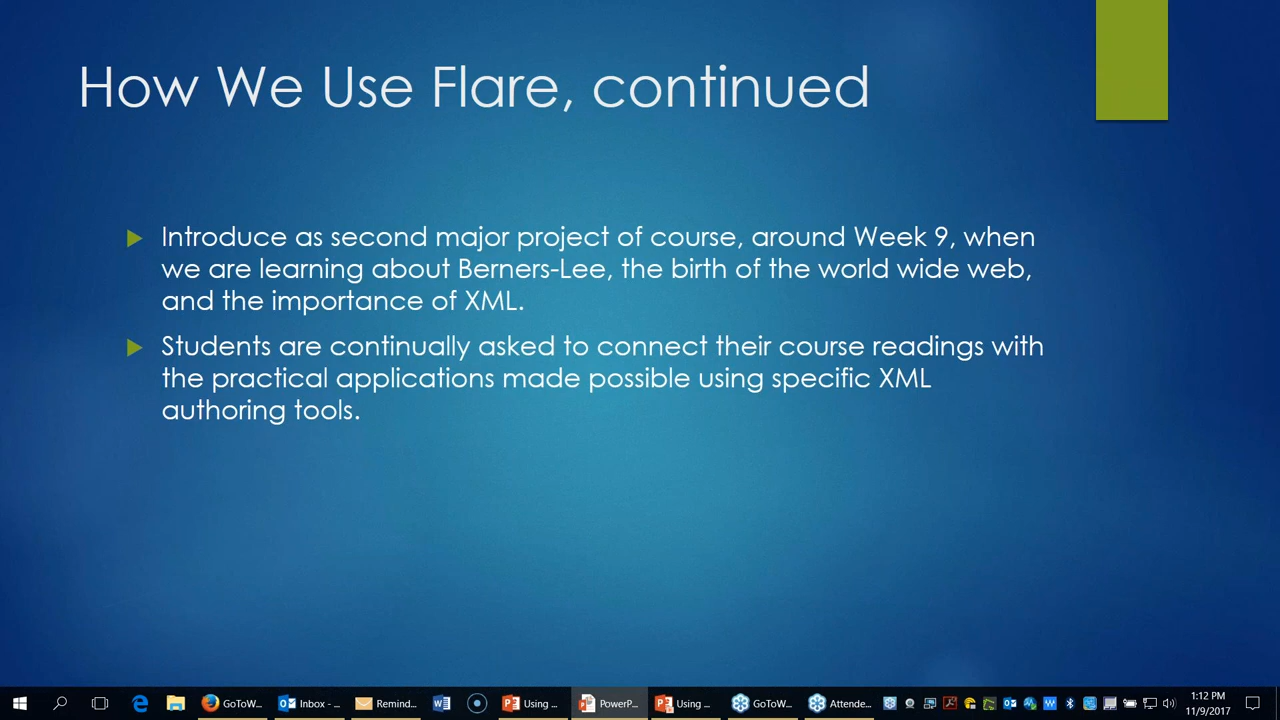 How We Use Flare, continued
Introduce as second major project of course, around Week 9, when
we are learning about Berners-Lee, the birth of the world wide web,
and the importance of XML.
Students are continually asked to connect their course readings with
the practical applications made possible using specific XML
authoring tools.
GoToW...
Inbox - ...
Remind...
Using ...
PowerP...
Using ...
GoToW...
Attende...
1:12 PM
11/9/2017